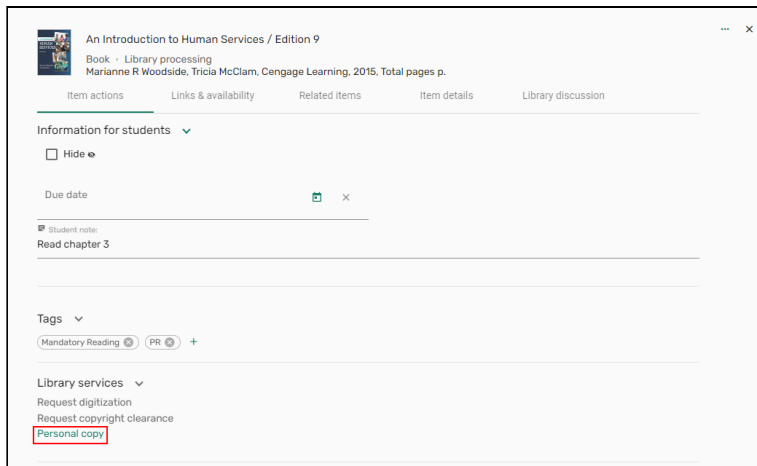 An Introduction to Human Services / Edition 9
Book · Library processing
Marianne R Woodside, Tricia McClam, Cengage Learning, 2015, Total pages p.
Item actions Links & availability Related items Item details Library discussion
Information for students
Hide
Due date
Student note:
Read chapter 3
Tags
Mandatory Reading PR +
Library services
Request digitization
Request copyright clearance
Personal copy